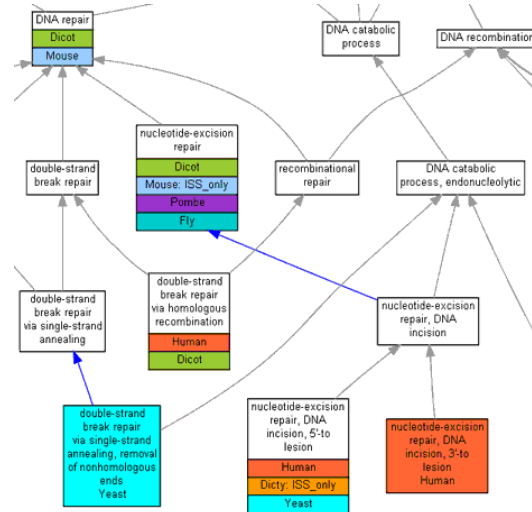 DNA repair
Dicot
Mouse
DNA catabolic
process
DNA recombination
nucleotide-excision
repair
Dicot
Mouse: ISS_only
Pombe
Fly
double-strand
break repair
recombinational
repair
DNA catabolic
process, endonucleolytic
double-strand
break repair
via single-strand
annealing
double-strand
break repair
via homologous
recombination
Human
Dicot
nucleotide-excision
repair, DNA
incision
double-strand
break repair
via single-strand
annealing, removal
of nonhomologous
ends
Yeast
nucleotide-excision
repair, DNA
incision, 5'-to
lesion
Human
Dicty: ISS_only
Yeast
nucleotide-excision
repair, DNA
incision, 3'-to
lesion
Human